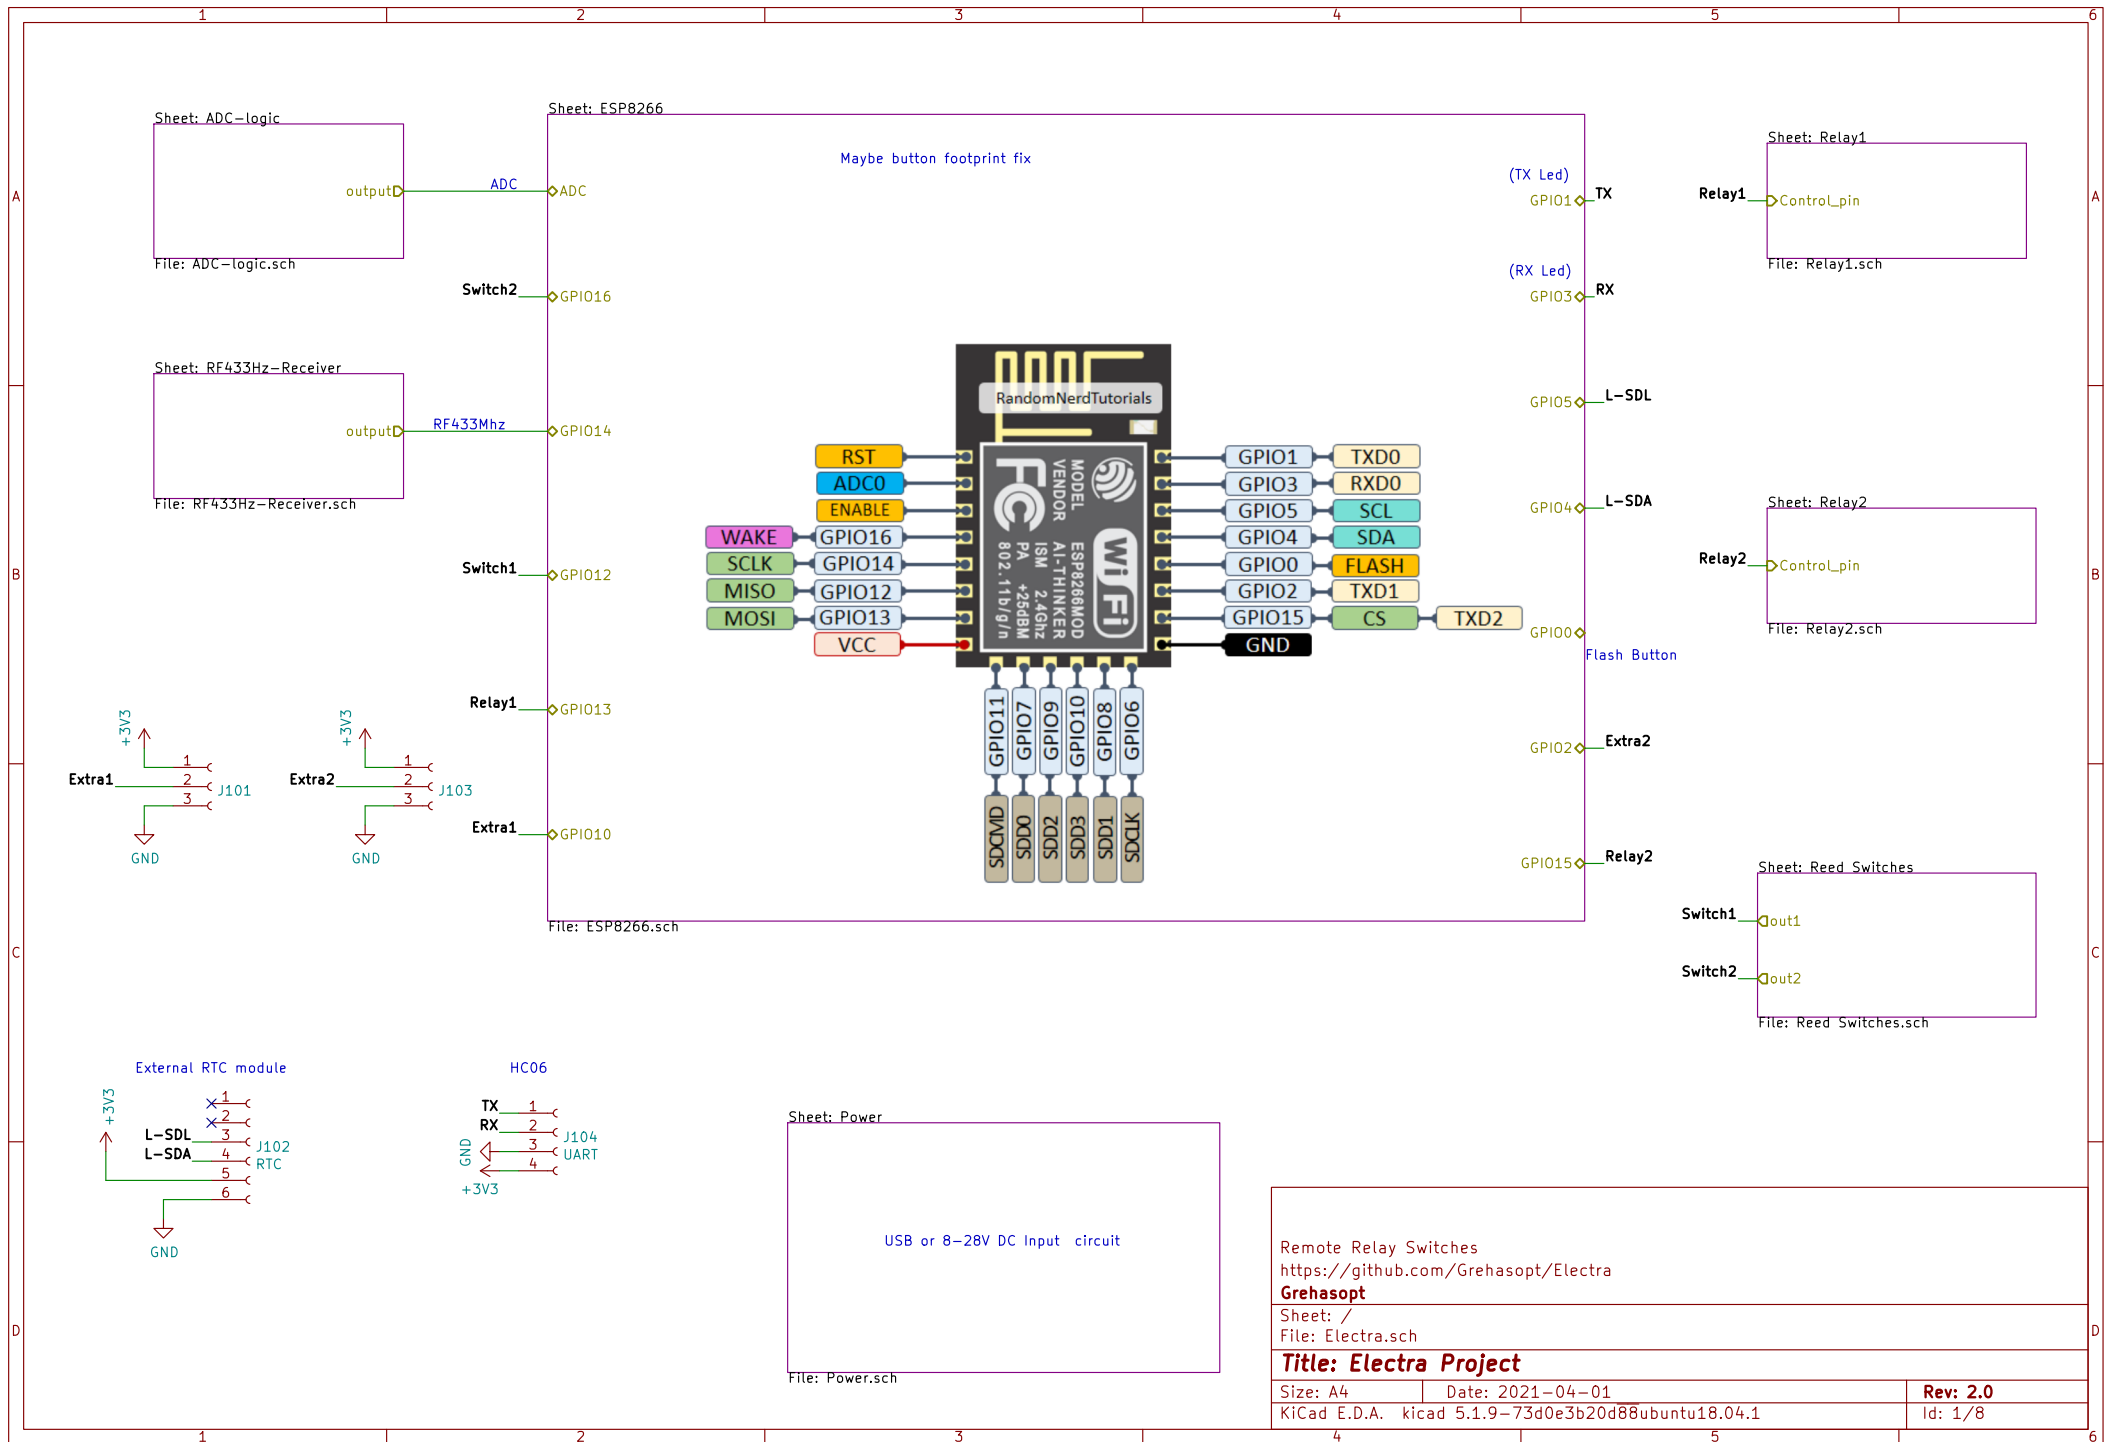 1 2 3 4 5 6
Sheet: ESP8266
Sheet: ADC-logic
output
File: ADC-logic.sch
ADC
ADC
Maybe button footprint fix
(TX Led)
GPIO1
TX
Sheet: Relay1
Relay1
Control_pin
File: Relay1.sch
A
A
Switch2
GPIO16
(RX Led)
GPIO3
RX
Sheet: RF433Hz-Receiver
output
File: RF433Hz-Receiver.sch
RF433Mhz
GPIO14
GPIO5
L-SDL
GPIO4
L-SDA
Sheet: Relay2
Relay2
Control_pin
File: Relay2.sch
B
B
Switch1
GPIO12
GPIO0
Flash Button
RandomNerdTutorials
RST
ADC0
ENABLE
WAKE GPIO16
SCLK GPIO14
MISO GPIO12
MOSI GPIO13
VCC
FC
MODEL ESP8266MOD
VENDOR AI-THINKER
ISM 2.4GHz
PA +25dBM
802.11b/g/n
WiFi
GPIO1 TXD0
GPIO3 RXD0
GPIO5 SCL
GPIO4 SDA
GPIO0 FLASH
GPIO2 TXD1
GPIO15 CS TXD2
GND
GPIO11 SDCMD
GPIO7 SDD0
GPIO9 SDD2
GPIO10 SDD3
GPIO8 SDD1
GPIO6 SDCLK
Relay1
GPIO13
GPIO2
Extra2
Extra1
GPIO10
GPIO15
Relay2
File: ESP8266.sch
+3V3
Extra1
1
2
3
J101
GND
+3V3
Extra2
1
2
3
J103
GND
Sheet: Reed Switches
Switch1
out1
Switch2
out2
File: Reed Switches.sch
C
C
External RTC module
+3V3
L-SDL
L-SDA
1
2
3
4
5
6
J102
RTC
GND
HC06
TX
RX
GND
+3V3
1
2
3
4
J104
UART
Sheet: Power
USB or 8-28V DC Input circuit
File: Power.sch
D
D
Remote Relay Switches
https://github.com/Grehasopt/Electra
Grehasopt
Sheet: /
File: Electra.sch
Title: Electra Project
Size: A4 Date: 2021-04-01 Rev: 2.0
KiCad E.D.A. kicad 5.1.9-73d0e3b20d88ubuntu18.04.1 Id: 1/8
1 2 3 4 5 6